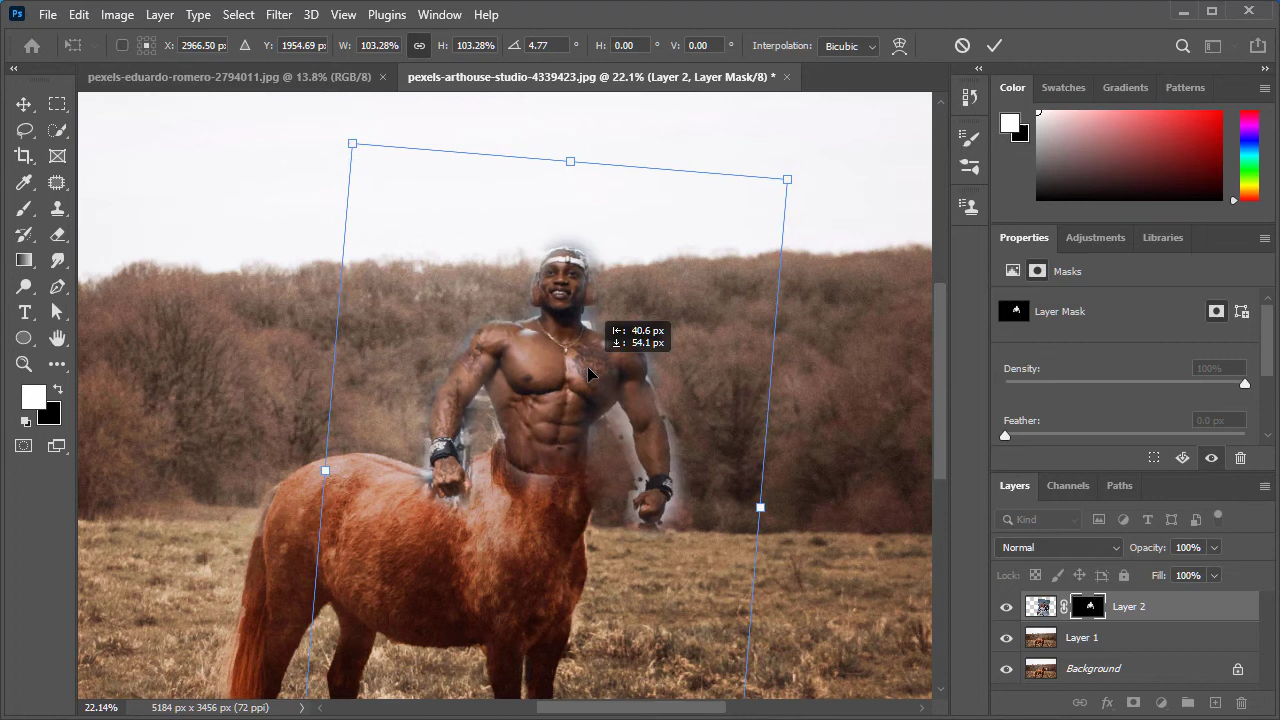 Ps File Edit Image Layer Type Select Filter 3D View Plugins Window Help
X: 2966.50 px Y: 1954.69 px W: 103.28% H: 103.28% 4.77 ° H: 0.00 ° V: 0.00 ° Interpolation: Bicubic
pexels-eduardo-romero-2794011.jpg @ 13.8% (RGB/8) × pexels-arthouse-studio-4339423.jpg @ 22.1% (Layer 2, Layer Mask/8) * ×
Color Swatches Gradients Patterns
Properties Adjustments Libraries
Masks
Layer Mask
40.6 px
54.1 px
Density: 100%
Feather: 0.0 px
Layers Channels Paths
Kind
Normal Opacity: 100%
Lock: Fill: 100%
Layer 2
Layer 1
Background
22.14% 5184 px x 3456 px (72 ppi)